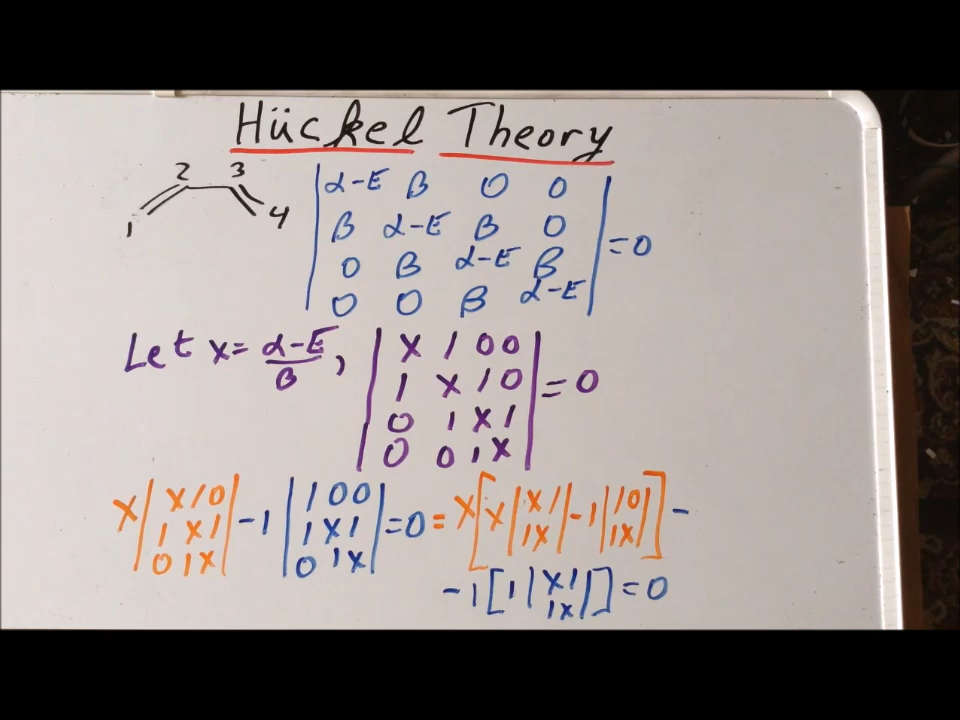 Hückel Theory
1 2 3 4
|α-E β 0 0|
|β α-E β 0|
|0 β α-E β| = 0
|0 0 β α-E|
Let x = α-E/β, |x 1 0 0|
|1 x 1 0| = 0
|0 1 x 1|
|0 0 1 x|
x |x 1 0| -1 |1 0 0| = 0 = x [x |x 1| -1 |1 0|] -
|1 x 1| |1 x 1| |1 x| |1 x|
|0 1 x| |0 1 x|
-1 [1 |x 1|] = 0
|1 x|